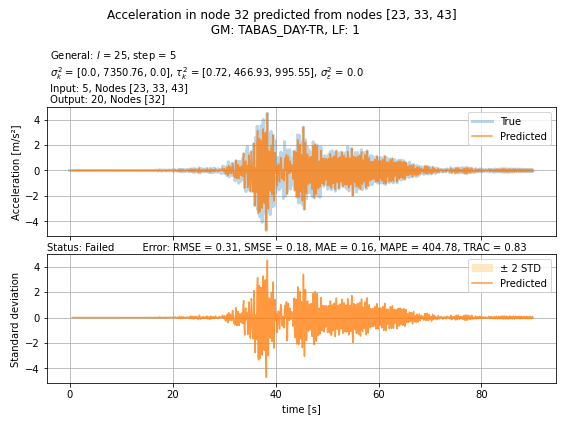 Acceleration in node 32 predicted from nodes [23, 33, 43]
GM: TABAS_DAY-TR, LF: 1
General: l = 25, step = 5
σ²ₖ = [0.0, 7350.76, 0.0], τ²ₖ = [0.72, 466.93, 995.55], σ²ε = 0.0
Input: 5, Nodes [23, 33, 43]
Output: 20, Nodes [32]
Acceleration [m/s²]
4
2
0
−2
−4
True
Predicted
Status: Failed Error: RMSE = 0.31, SMSE = 0.18, MAE = 0.16, MAPE = 404.78, TRAC = 0.83
Standard deviation
4
2
0
−2
−4
± 2 STD
Predicted
0 20 40 60 80
time [s]